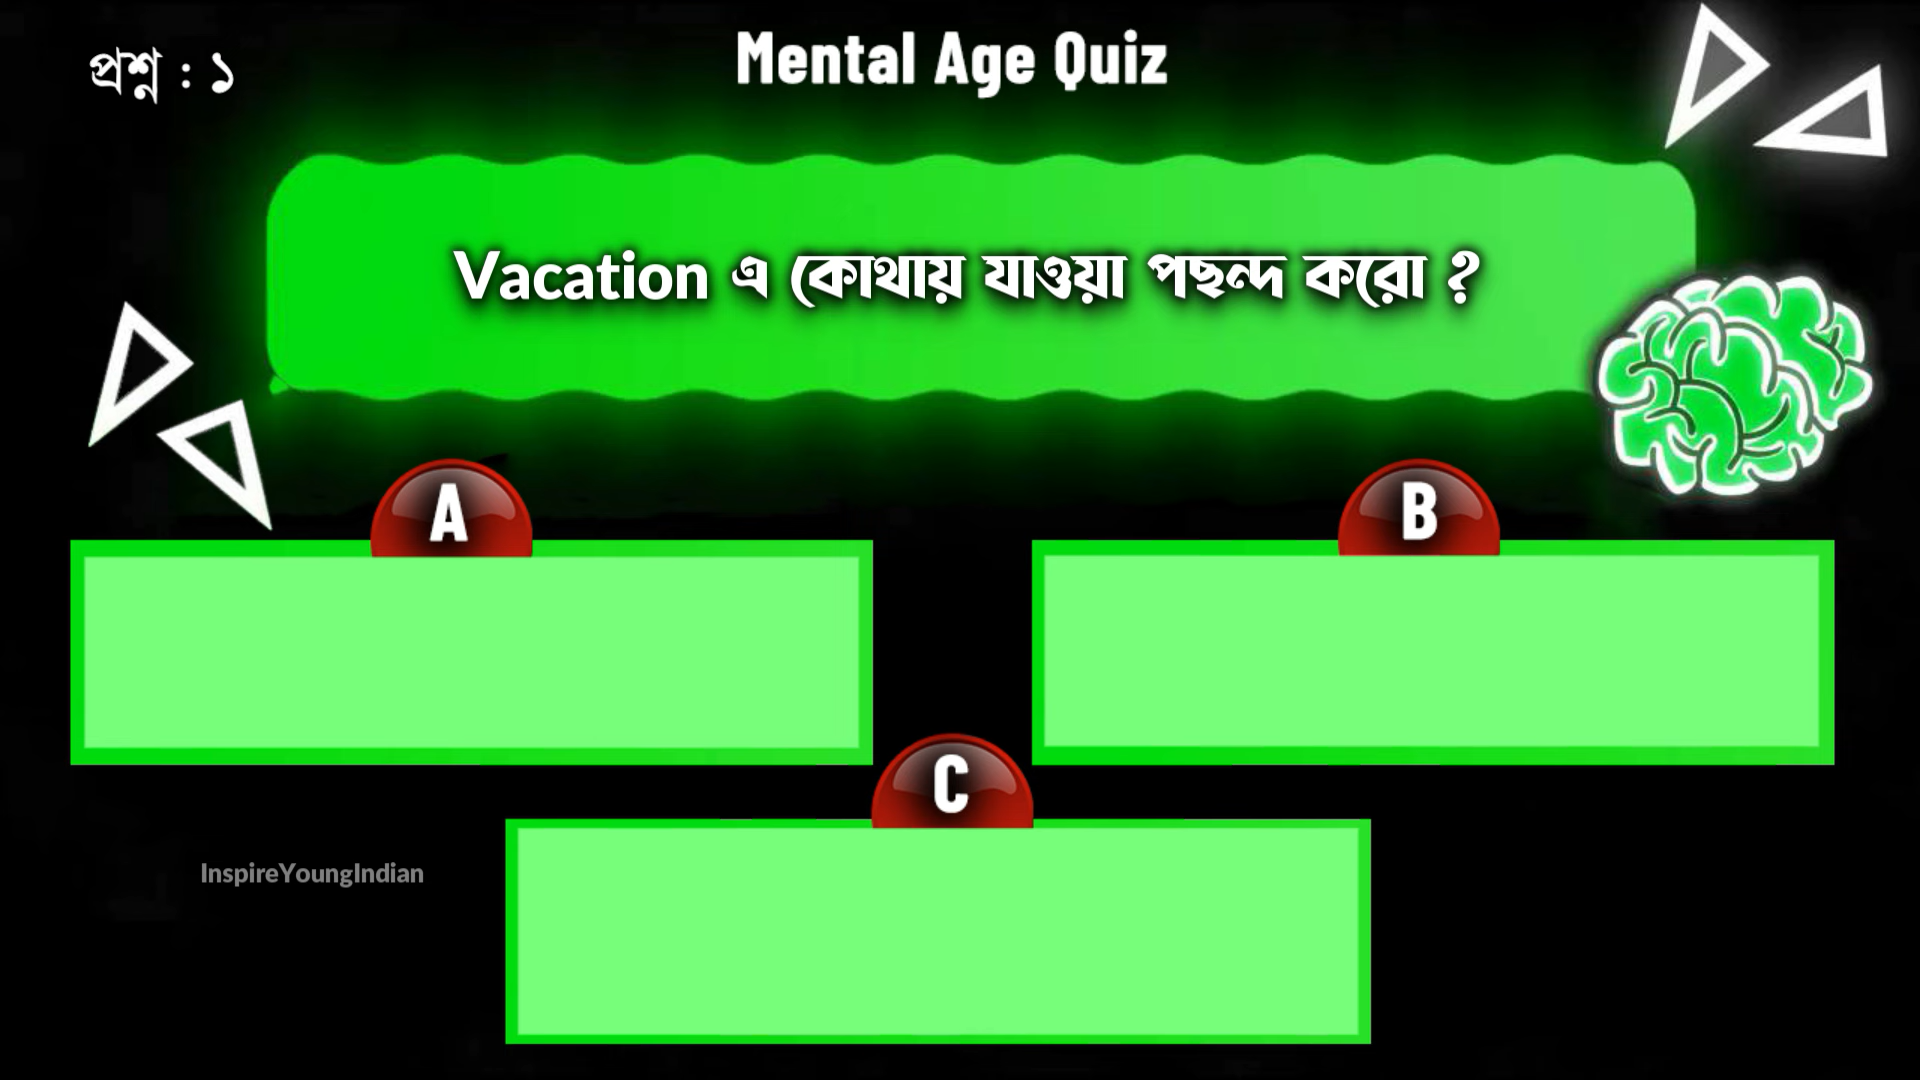 Mental Age Quiz
প্রশ্ন : ১
Vacation এ কোথায় যাওয়া পছন্দ করো ?
A
B
C
InspireYoungIndian